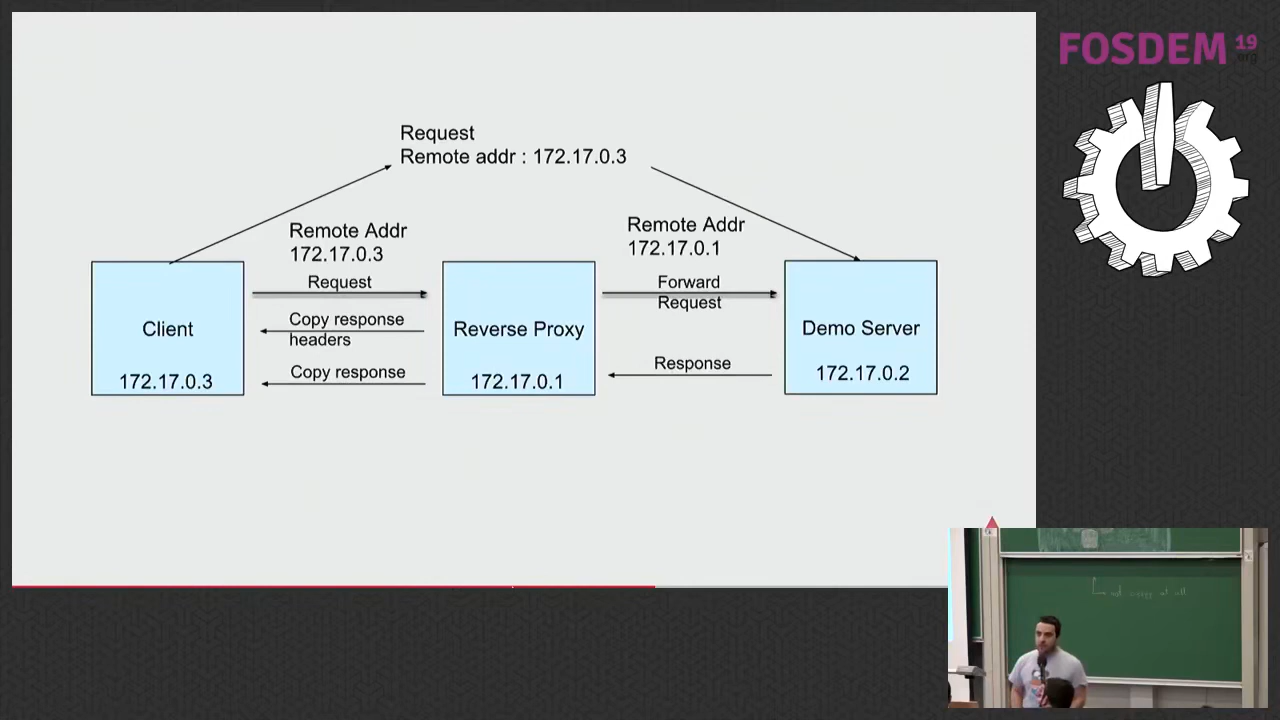 FOSDEM 19
.org
Request
Remote addr : 172.17.0.3
Remote Addr
172.17.0.3
Remote Addr
172.17.0.1
Request
Forward
Request
Copy response
headers
Copy response
Response
Client
172.17.0.3
Reverse Proxy
172.17.0.1
Demo Server
172.17.0.2